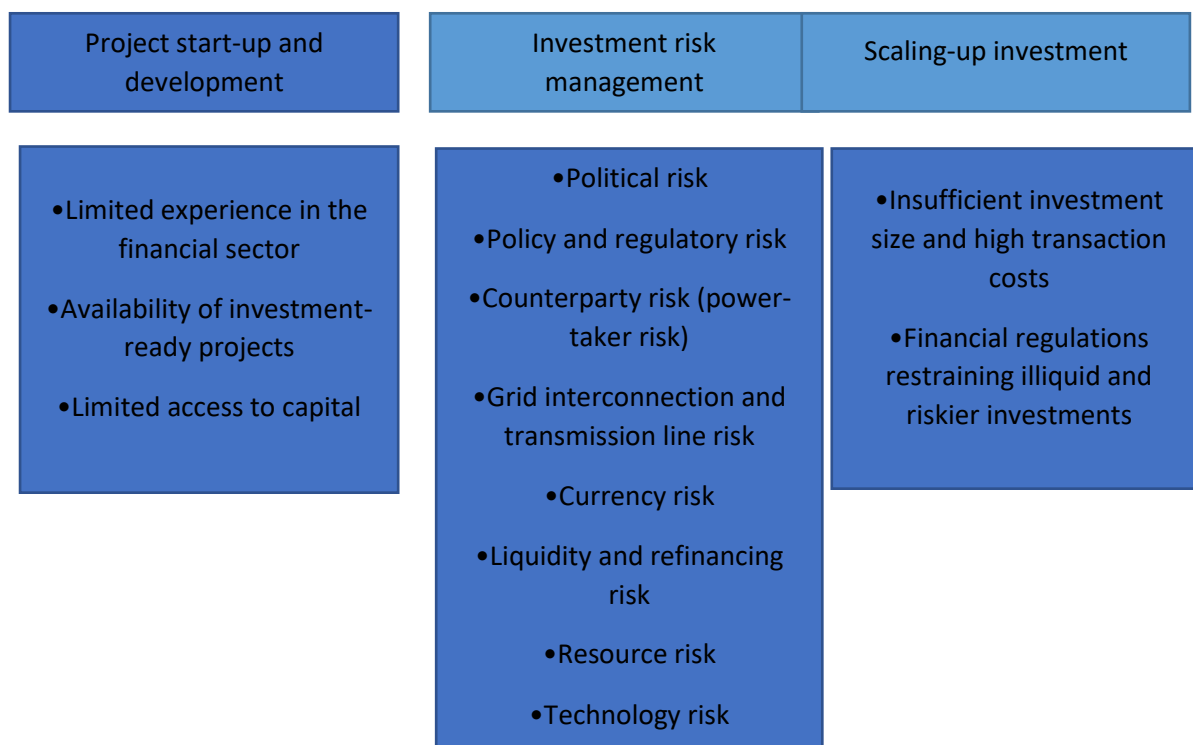 Project start-up and
development
Investment risk
management
Scaling-up investment
•Limited experience in the
financial sector
•Availability of investment-
ready projects
•Limited access to capital
•Political risk
•Policy and regulatory risk
•Counterparty risk (power-
taker risk)
•Grid interconnection and
transmission line risk
•Currency risk
•Liquidity and refinancing
risk
•Resource risk
•Technology risk
•Insufficient investment
size and high transaction
costs
•Financial regulations
restraining illiquid and
riskier investments